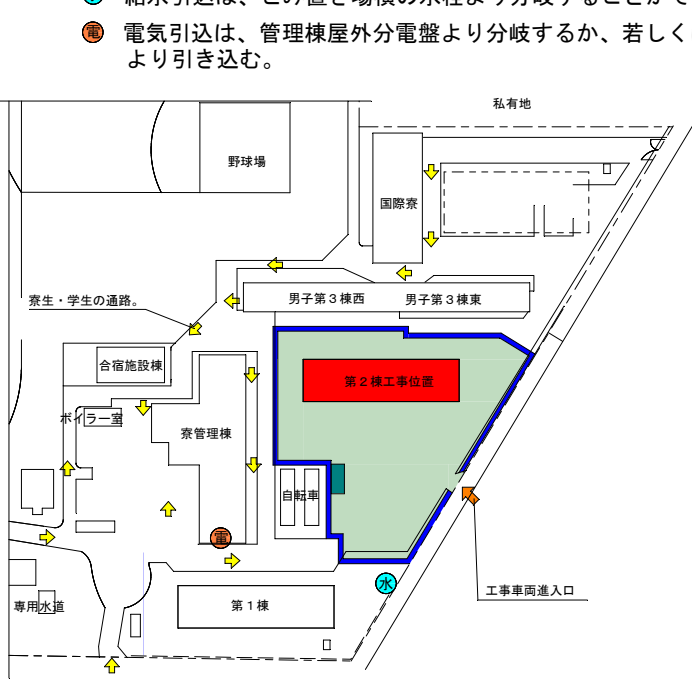 電 電気引込は、管理棟屋外分電盤より分岐するか、若しく
より引き込む。
私有地
野球場
国際寮
男子第3棟西 男子第3棟東
寮生・学生の通路。
合宿施設棟
第2棟工事位置
ボイラー室
寮管理棟
自転車
電
水
工事車両進入口
専用水道
第1棟